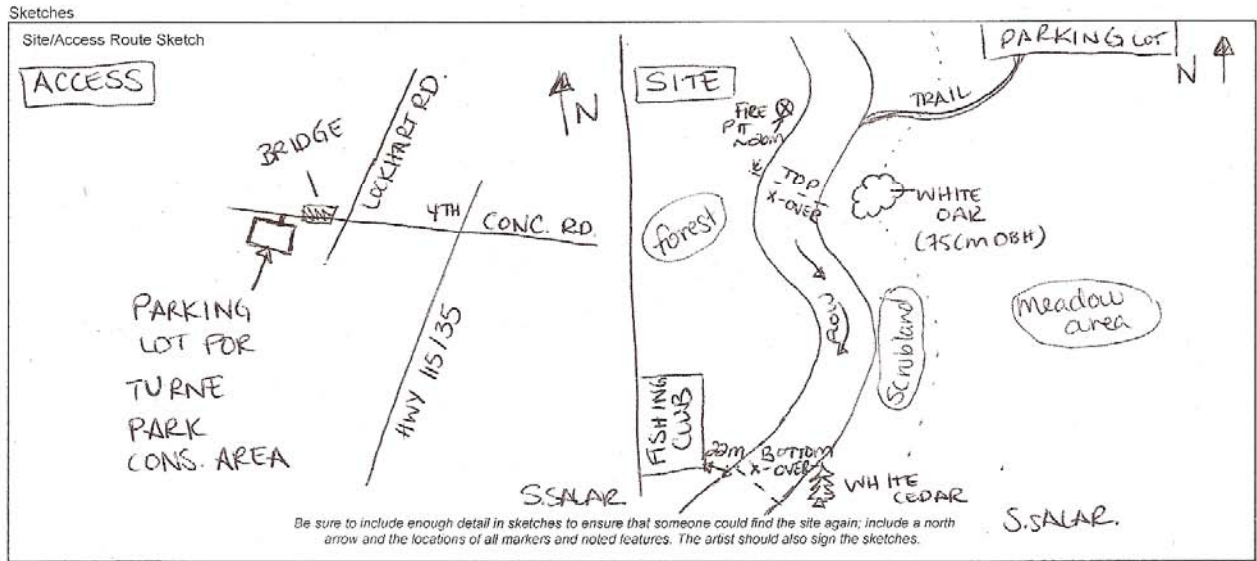 Sketches
Site/Access Route Sketch
ACCESS
N
BRIDGE
LOCKHART RD.
4TH CONC. RD.
HWY 115/35
PARKING
LOT FOR
TURNE
PARK
CONS. AREA
S.SALAR
SITE
PARKING LOT
N
TRAIL
FIRE
PIT
TOP
X-OVER
WHITE
OAK
(75cm DBH)
forest
flow
Scrubland
meadow
area
FISHING
CLUB
22m
BOTTOM
X-OVER
WHITE
CEDAR
S.SALAR.
Be sure to include enough detail in sketches to ensure that someone could find the site again; include a north
arrow and the locations of all markers and noted features. The artist should also sign the sketches.